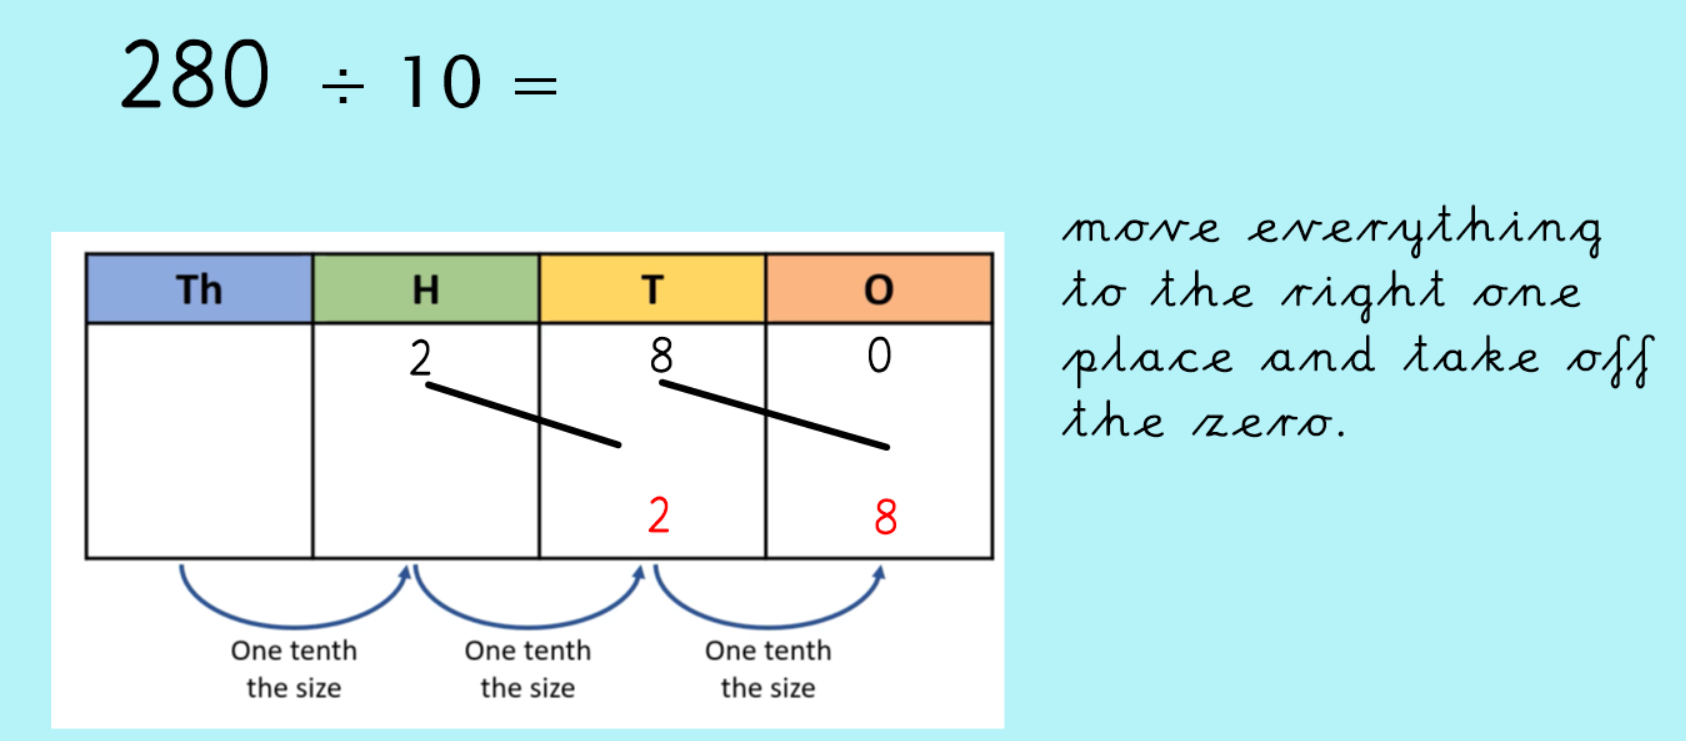 280 ÷ 10 =
move everything
to the right one
place and take off
the zero.
Th H T O
2 8 0
2 8
One tenth One tenth One tenth
the size the size the size